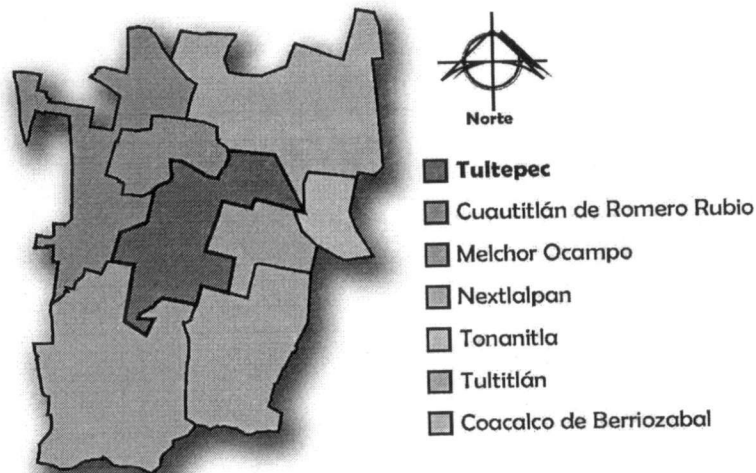 Norte
Tultepec
Cuautitlán de Romero Rubio
Melchor Ocampo
Nextlalpan
Tonanitla
Tultitlán
Coacalco de Berriozabal